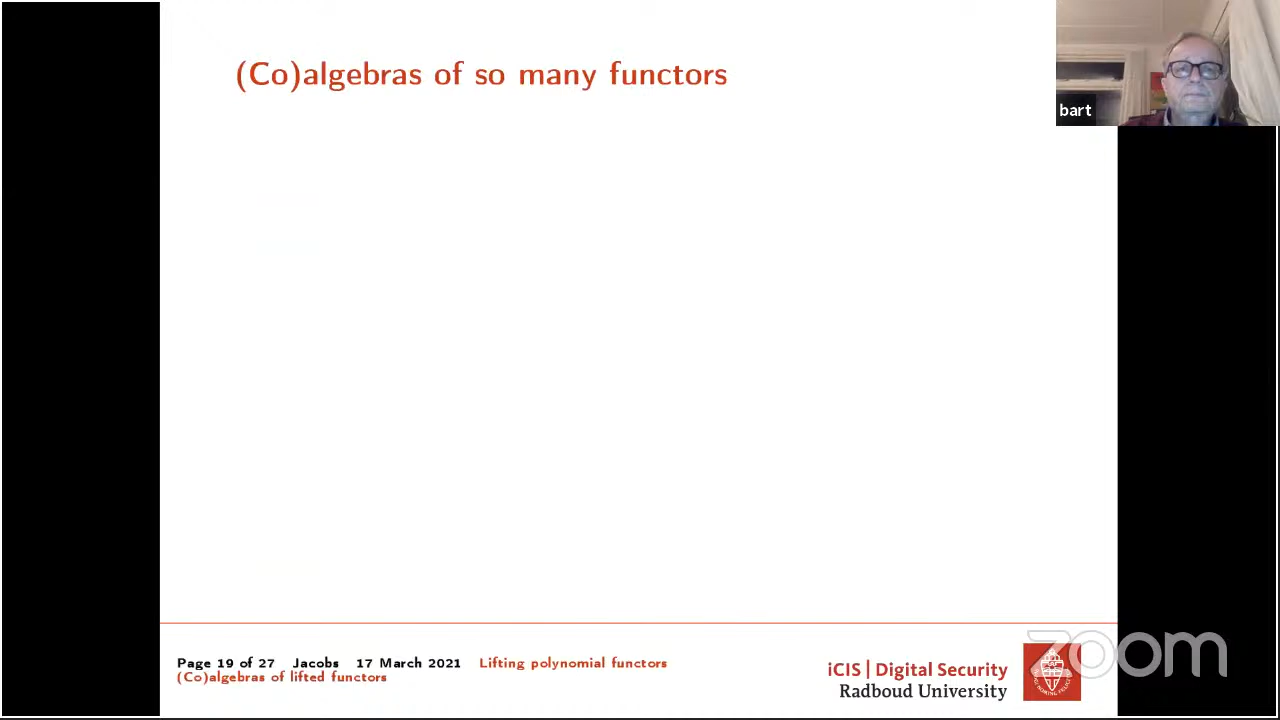 (Co)algebras of so many functors
bart
Page 19 of 27 Jacobs 17 March 2021 Lifting polynomial functors
(Co)algebras of lifted functors
iCIS | Digital Security
Radboud University
zoom